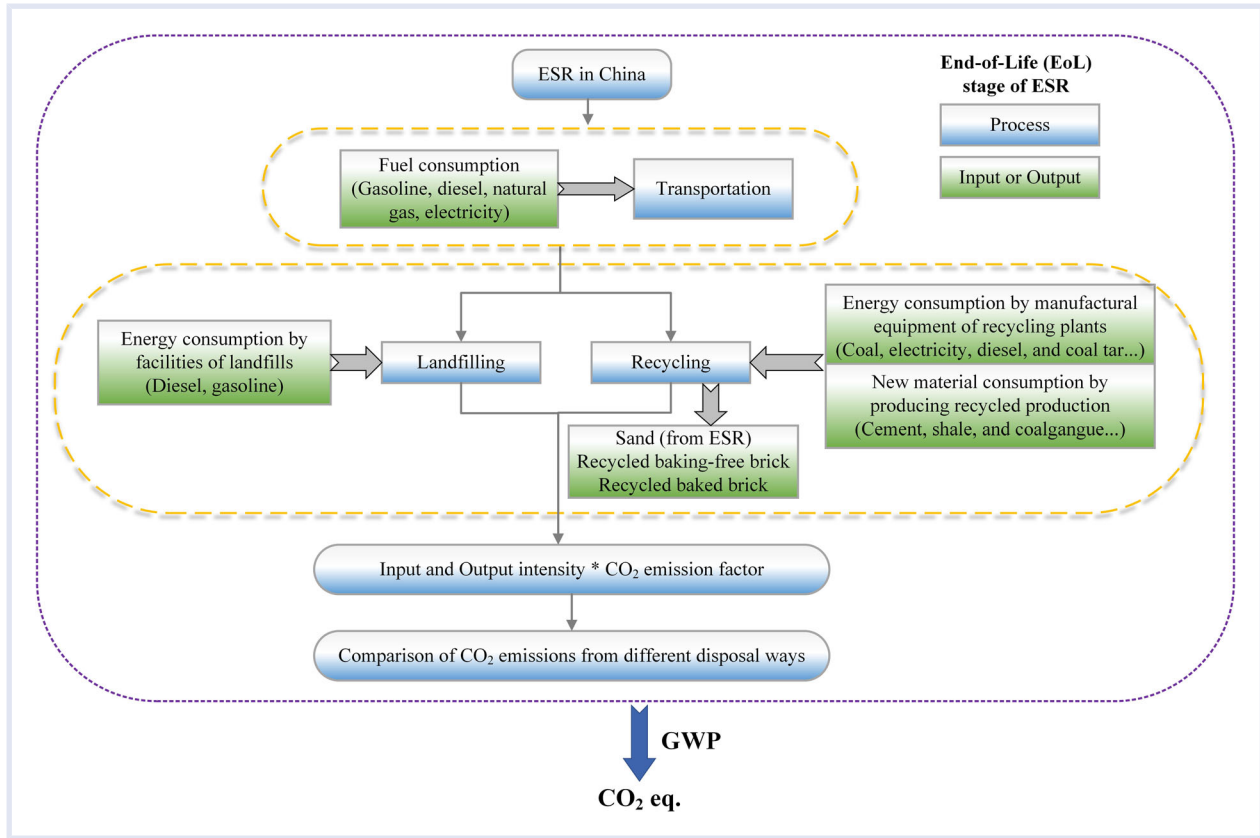 ESR in China
End-of-Life (EoL)
stage of ESR
Process
Input or Output
Fuel consumption
(Gasoline, diesel, natural
gas, electricity)
Transportation
Energy consumption by
facilities of landfills
(Diesel, gasoline)
Landfilling
Recycling
Energy consumption by manufactural
equipment of recycling plants
(Coal, electricity, diesel, and coal tar...)
New material consumption by
producing recycled production
(Cement, shale, and coalgangue...)
Sand (from ESR)
Recycled baking-free brick
Recycled baked brick
Input and Output intensity * CO₂ emission factor
Comparison of CO₂ emissions from different disposal ways
GWP
CO₂ eq.